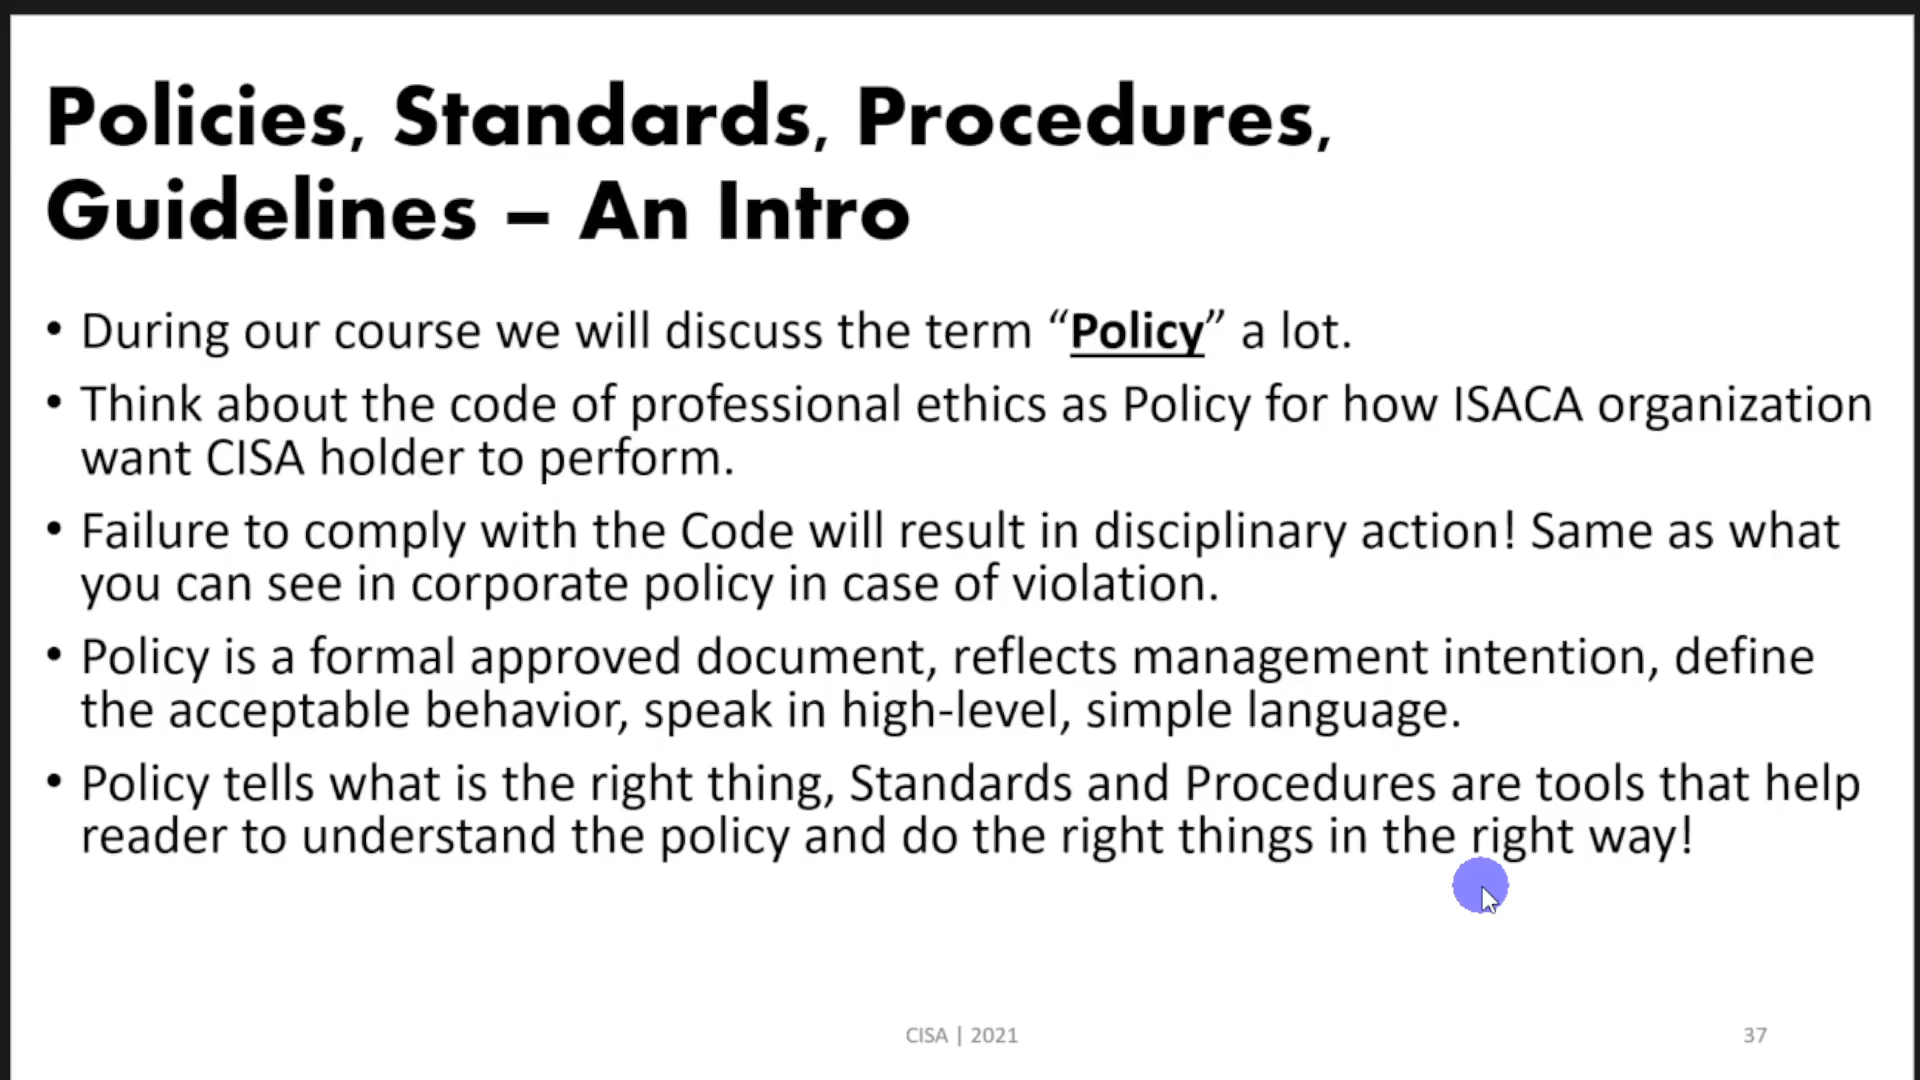 Policies, Standards, Procedures,
Guidelines – An Intro
• During our course we will discuss the term “Policy” a lot.
• Think about the code of professional ethics as Policy for how ISACA organization
want CISA holder to perform.
• Failure to comply with the Code will result in disciplinary action! Same as what
you can see in corporate policy in case of violation.
• Policy is a formal approved document, reflects management intention, define
the acceptable behavior, speak in high-level, simple language.
• Policy tells what is the right thing, Standards and Procedures are tools that help
reader to understand the policy and do the right things in the right way!
CISA | 2021
37